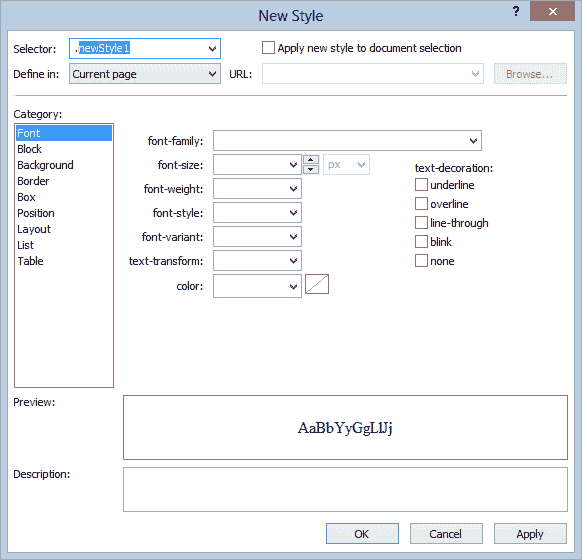 New Style
?
Selector: .newStyle1 Apply new style to document selection
Define in: Current page URL: Browse...
Category:
Font
Block
Background
Border
Box
Position
Layout
List
Table
font-family:
font-size: px
font-weight:
font-style:
font-variant:
text-transform:
color:
text-decoration:
underline
overline
line-through
blink
none
Preview:
AaBbYyGgLlJj
Description:
OK Cancel Apply